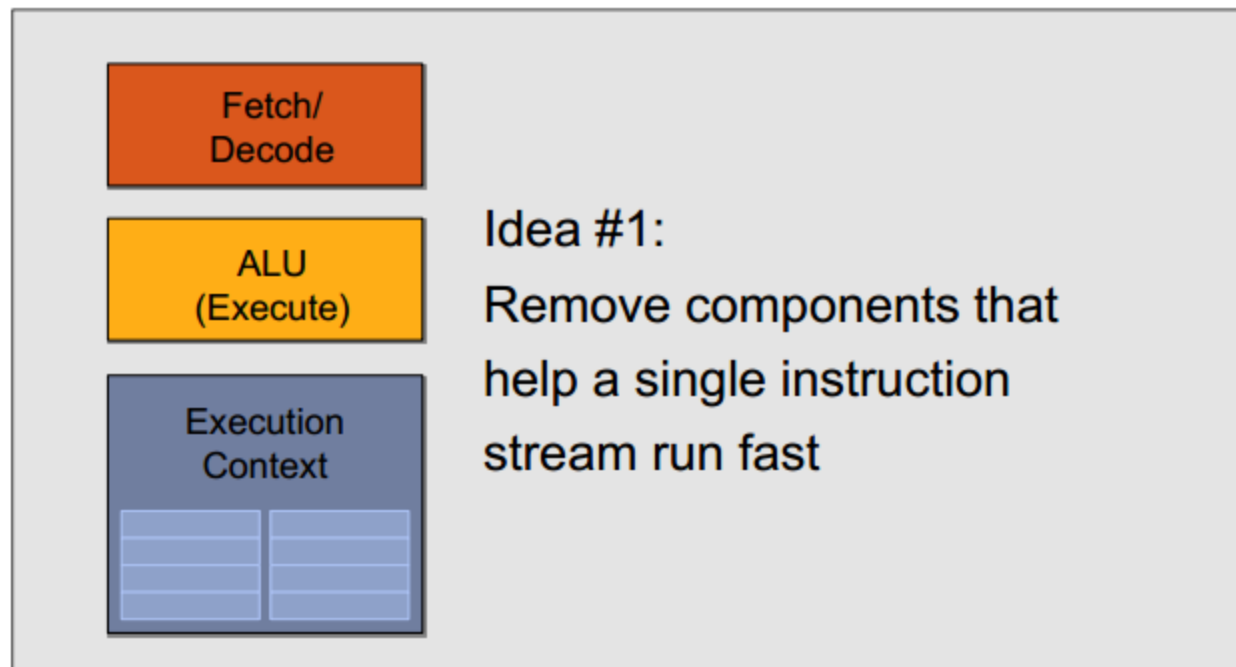 Fetch/
Decode
ALU
(Execute)
Execution
Context
Idea #1:
Remove components that
help a single instruction
stream run fast